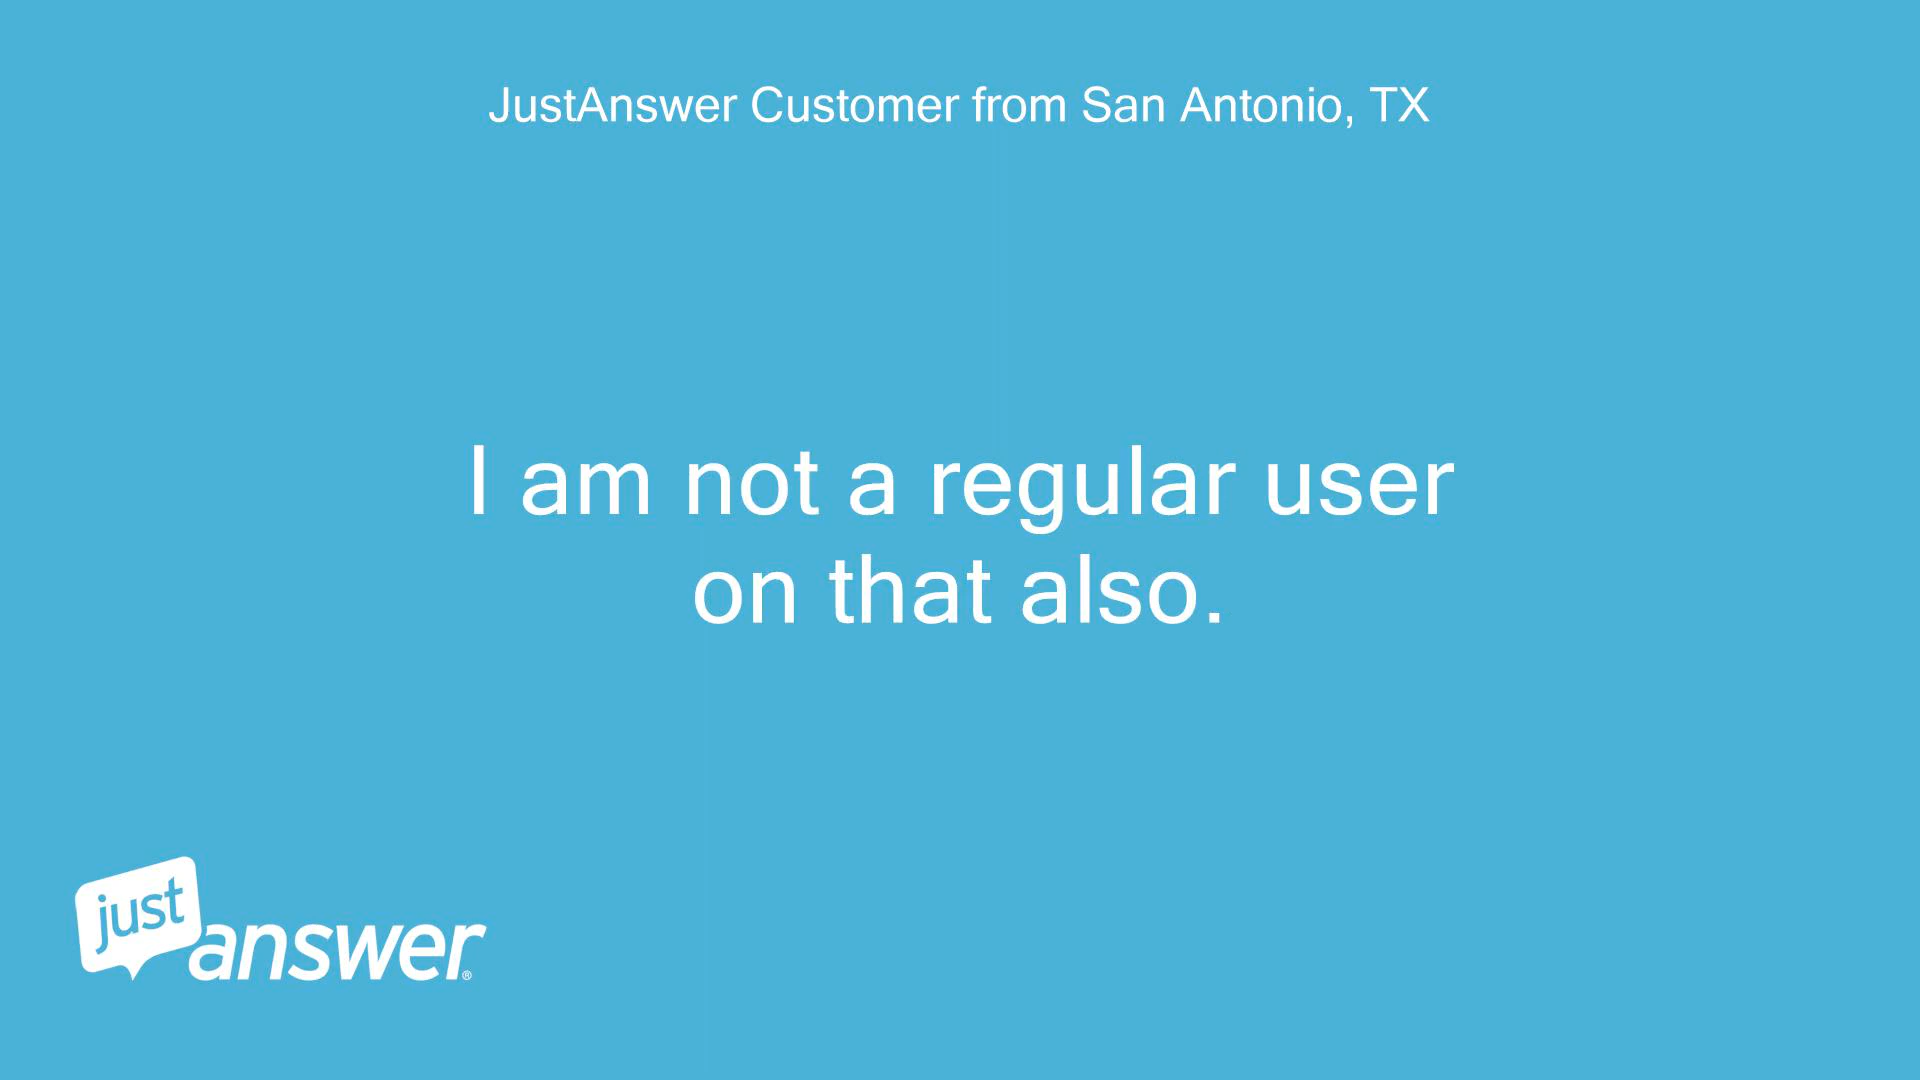 JustAnswer Customer from San Antonio, TX
I am not a regular user
on that also.
just
answer®